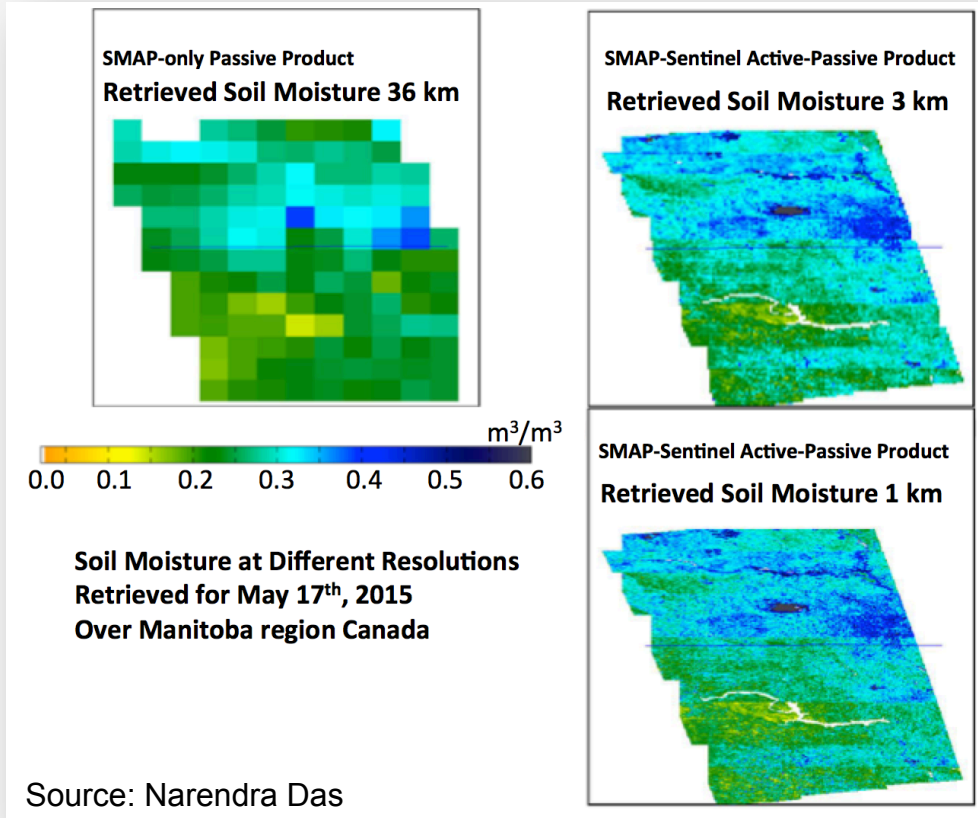 SMAP-only Passive Product
Retrieved Soil Moisture 36 km
SMAP-Sentinel Active-Passive Product
Retrieved Soil Moisture 3 km
m³/m³
0.0 0.1 0.2 0.3 0.4 0.5 0.6
SMAP-Sentinel Active-Passive Product
Retrieved Soil Moisture 1 km
Soil Moisture at Different Resolutions
Retrieved for May 17th, 2015
Over Manitoba region Canada
Source: Narendra Das